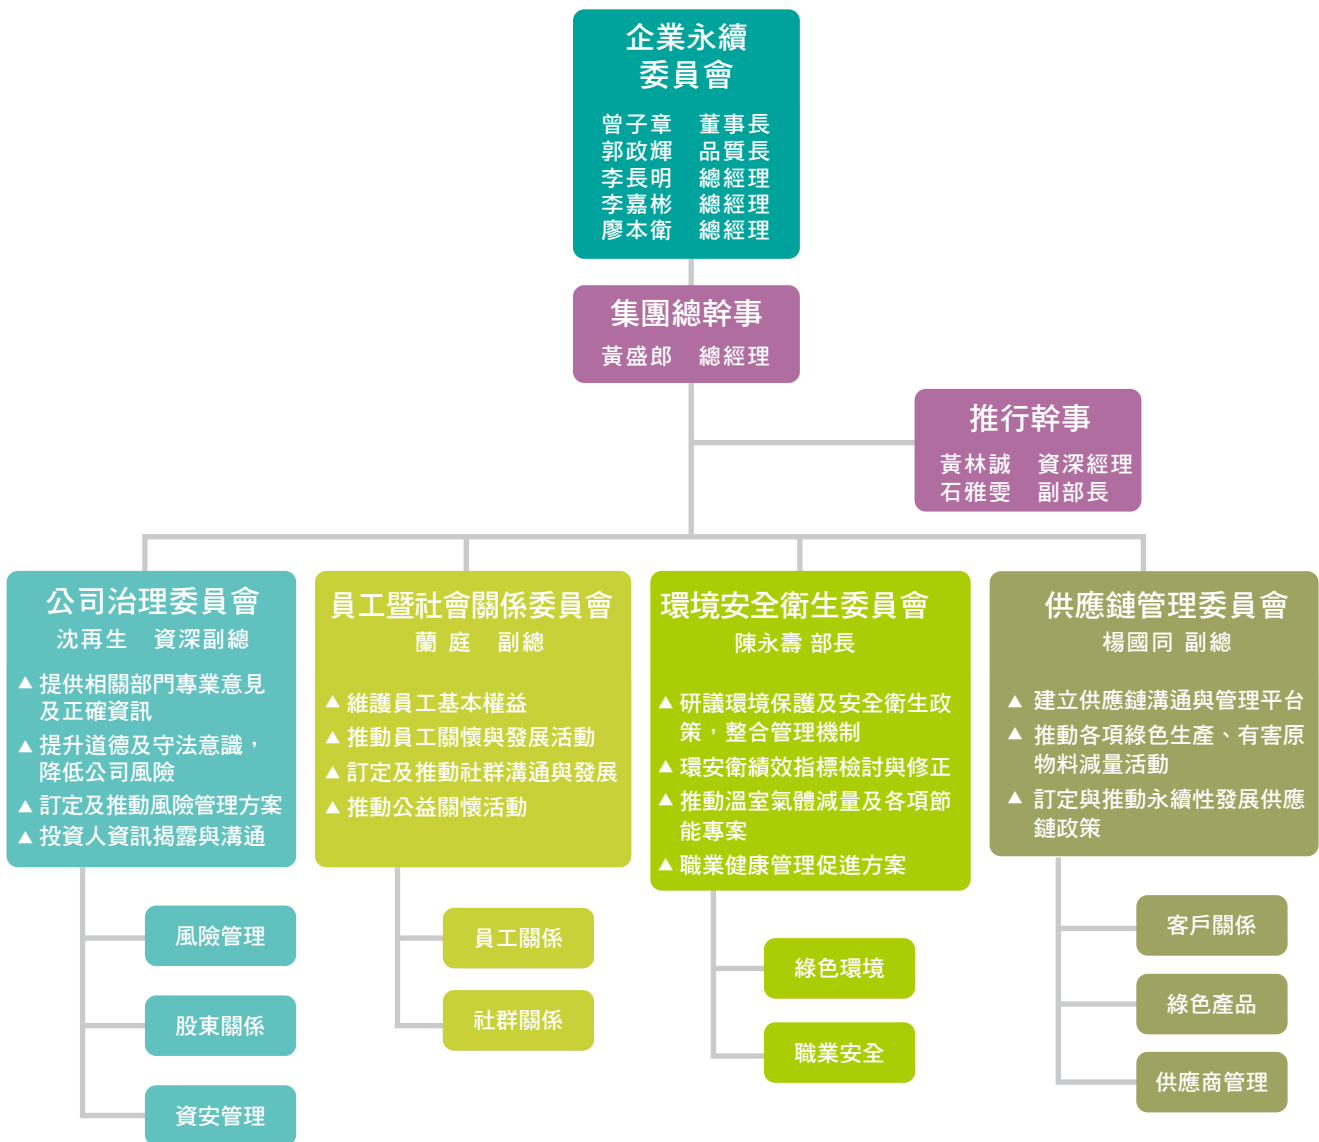 企業永續
委員會
曾子章 董事長
郭政輝 品質長
李長明 總經理
李嘉彬 總經理
廖本衛 總經理
集團總幹事
黃盛郎 總經理
推行幹事
黃林誠 資深經理
石雅雯 副部長
公司治理委員會
沈再生 資深副總
▲ 提供相關部門專業意見
及正確資訊
▲ 提升道德及守法意識，
降低公司風險
▲ 訂定及推動風險管理方案
▲ 投資人資訊揭露與溝通
風險管理
股東關係
資安管理
員工暨社會關係委員會
蘭 庭 副總
▲ 維護員工基本權益
▲ 推動員工關懷與發展活動
▲ 訂定及推動社群溝通與發展
▲ 推動公益關懷活動
員工關係
社群關係
環境安全衛生委員會
陳永壽 部長
▲ 研議環境保護及安全衛生政
策，整合管理機制
▲ 環安衛績效指標檢討與修正
▲ 推動溫室氣體減量及各項節
能專案
▲ 職業健康管理促進方案
綠色環境
職業安全
供應鏈管理委員會
楊國同 副總
▲ 建立供應鏈溝通與管理平台
▲ 推動各項綠色生產、有害原
物料減量活動
▲ 訂定與推動永續性發展供應
鏈政策
客戶關係
綠色產品
供應商管理